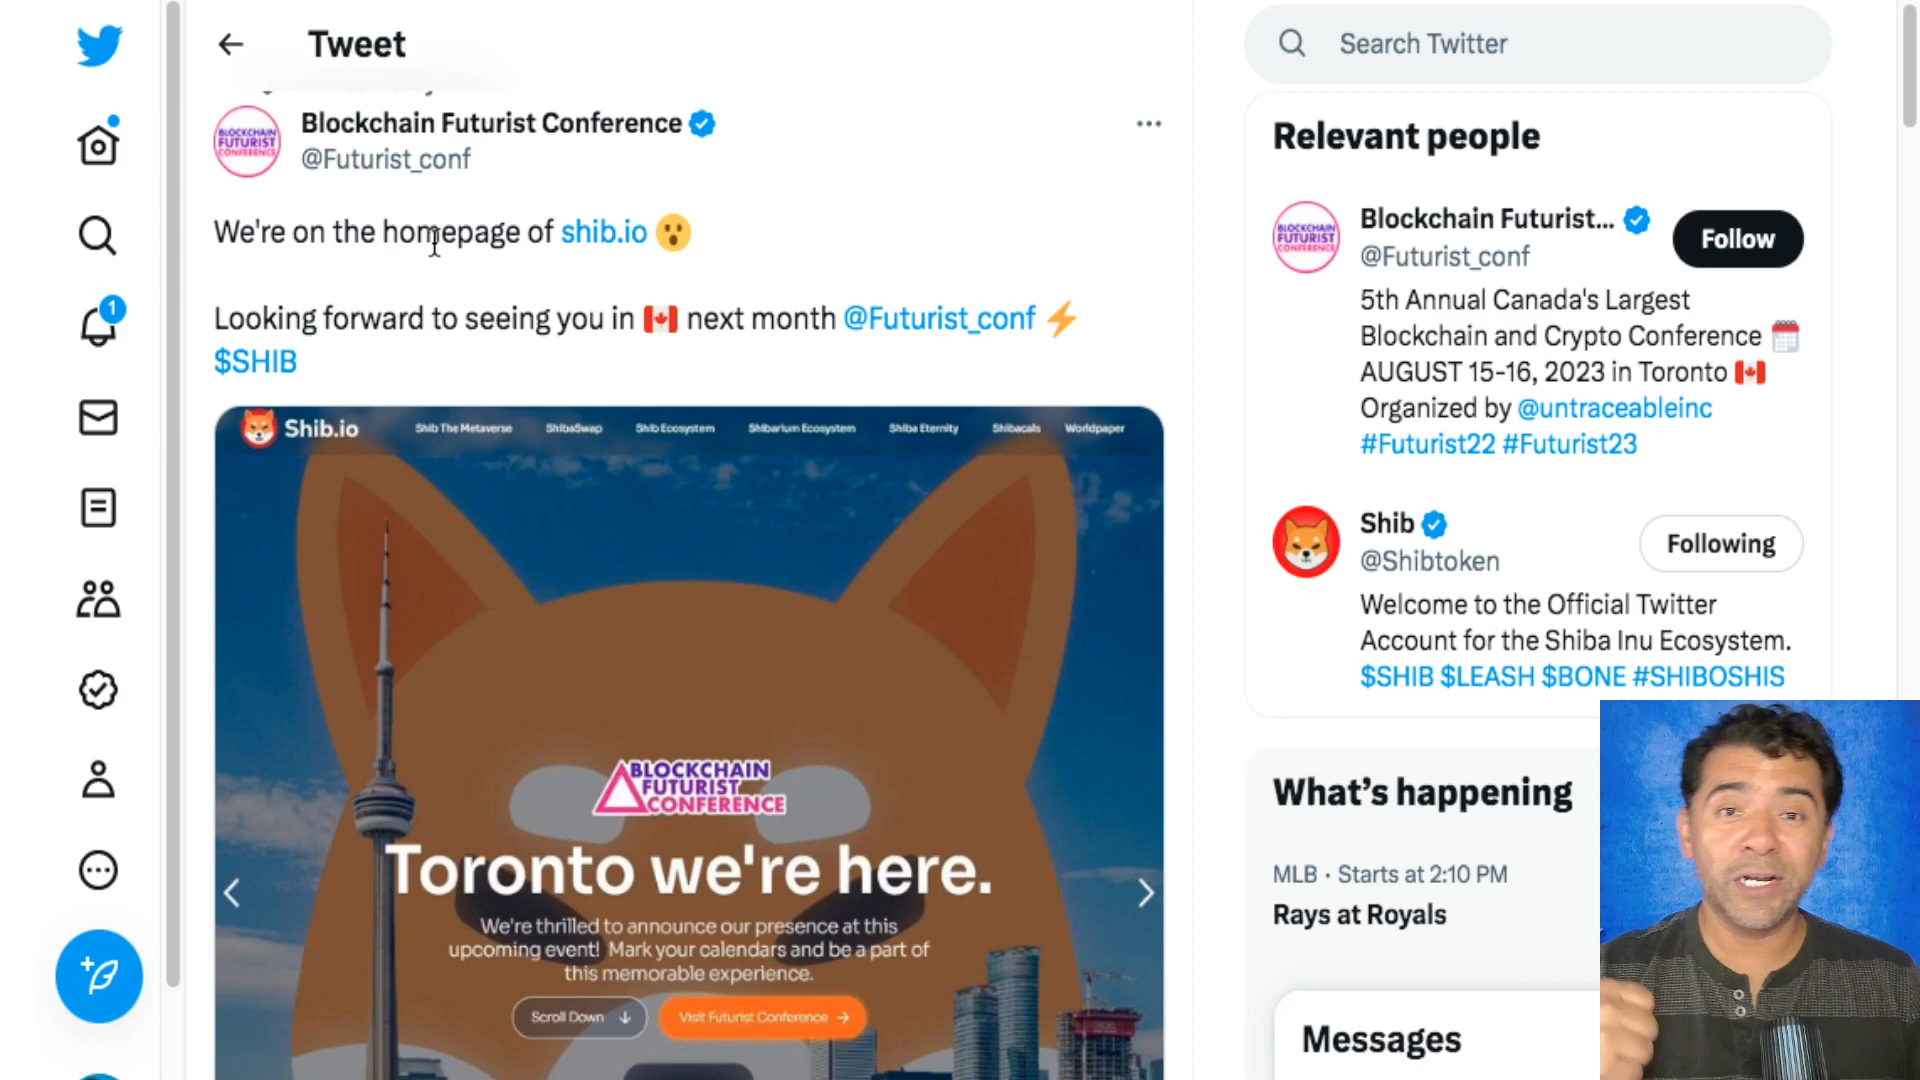 Tweet
Blockchain Futurist Conference
@Futurist_conf
We're on the homepage of shib.io 😮
Looking forward to seeing you in 🇨🇦 next month @Futurist_conf ⚡
$SHIB
Shib.io
Shib The Metaverse
ShibaSwap
Shib Ecosystem
Shibarium Ecosystem
Shiba Eternity
Shibacals
Worldpaper
BLOCKCHAIN
FUTURIST
CONFERENCE
Toronto we're here.
We're thrilled to announce our presence at this
upcoming event! Mark your calendars and be a part of
this memorable experience.
Scroll Down ↓
Visit Futurist Conference →
1
Search Twitter
Relevant people
BLOCKCHAIN
FUTURIST
CONFERENCE
Blockchain Futurist...
@Futurist_conf
Follow
5th Annual Canada's Largest
Blockchain and Crypto Conference 🗓
AUGUST 15-16, 2023 in Toronto 🇨🇦
Organized by @untraceableinc
#Futurist22 #Futurist23
Shib
@Shibtoken
Following
Welcome to the Official Twitter
Account for the Shiba Inu Ecosystem.
$SHIB $LEASH $BONE #SHIBOSHIS
What's happening
MLB · Starts at 2:10 PM
Rays at Royals
Messages